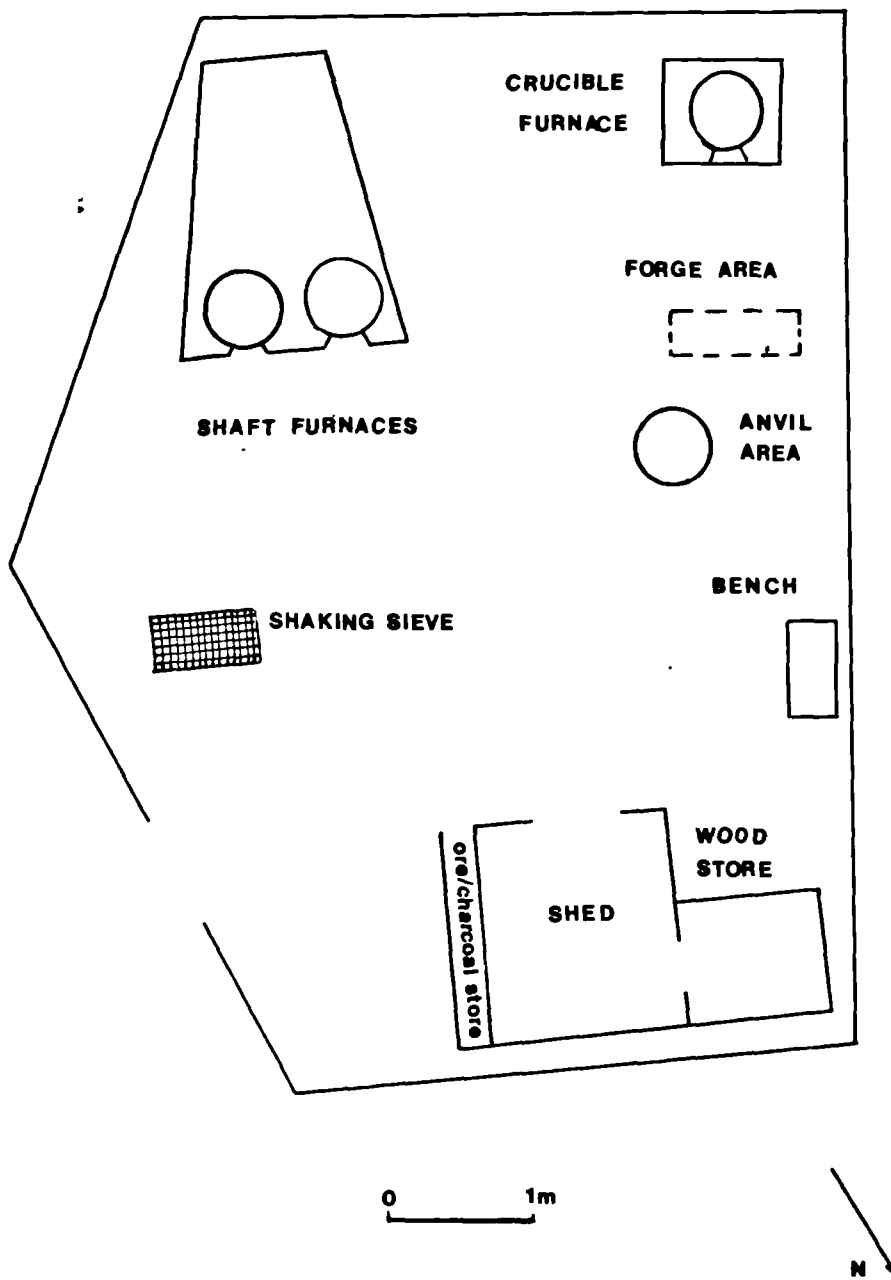 CRUCIBLE
FURNACE
FORGE AREA
SHAFT FURNACES
ANVIL
AREA
BENCH
SHAKING SIEVE
WOOD
STORE
ore/charcoal store
SHED
0 1m
N